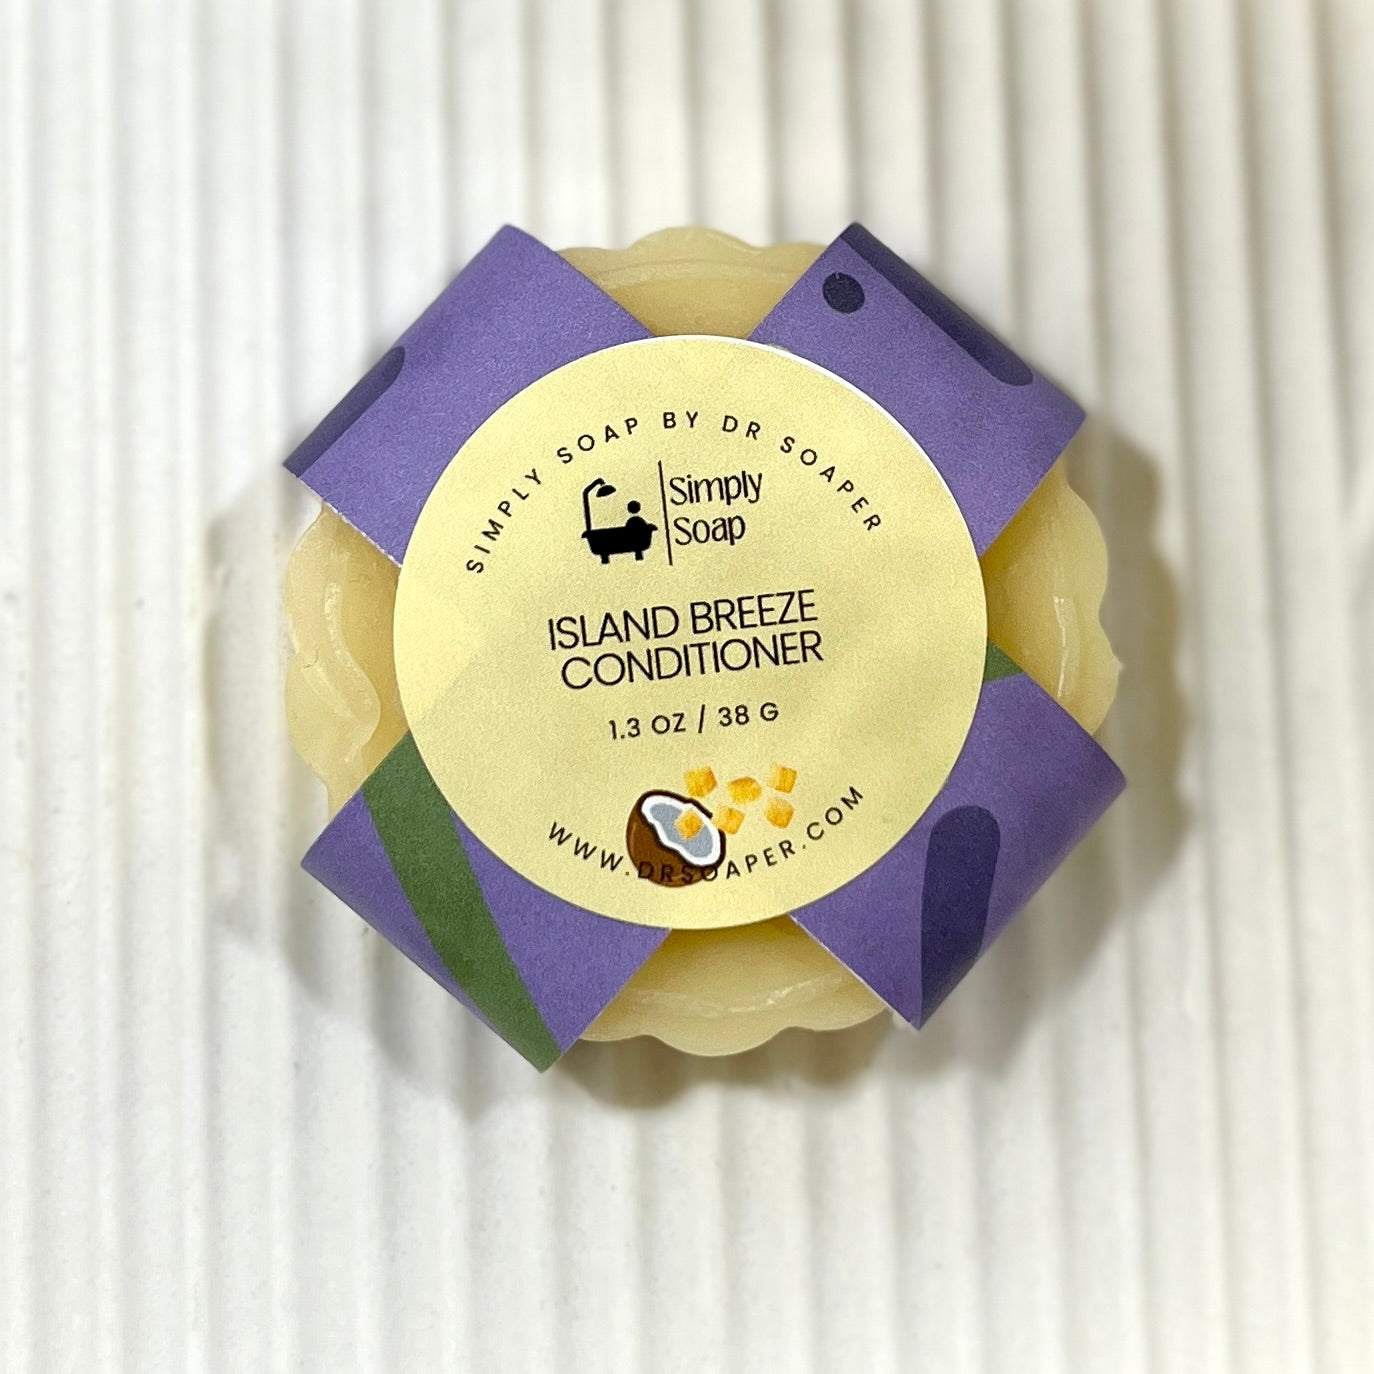 SIMPLY SOAP BY DR SOAPER
Simply
Soap
ISLAND BREEZE
CONDITIONER
1.3 OZ / 38 G
WWW.DRSOAPER.COM